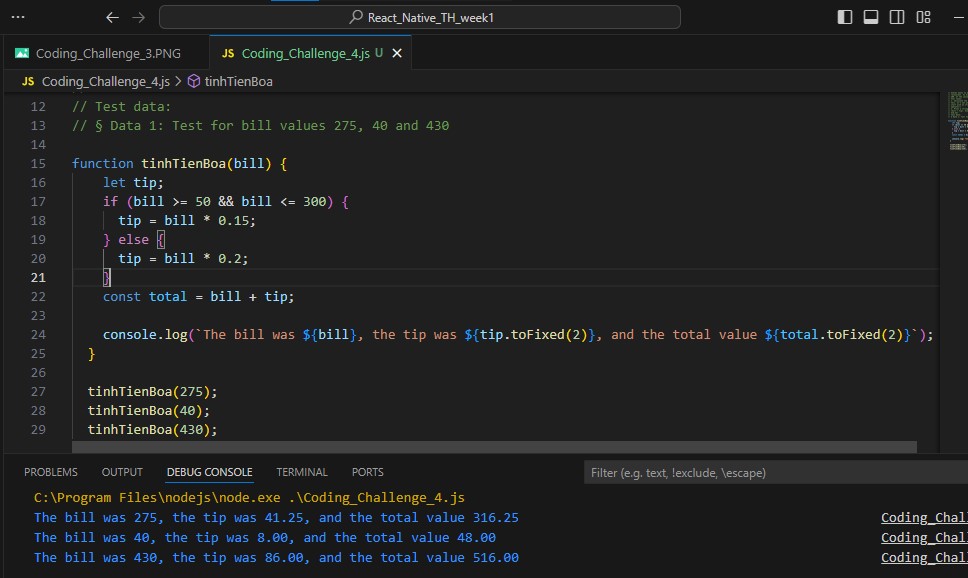 React_Native_TH_week1
Coding_Challenge_3.PNG
JS Coding_Challenge_4.js U
JS Coding_Challenge_4.js > tinhTienBoa
12 // Test data:
13 // § Data 1: Test for bill values 275, 40 and 430
14
15 function tinhTienBoa(bill) {
16 let tip;
17 if (bill >= 50 && bill <= 300) {
18 tip = bill * 0.15;
19 } else {
20 tip = bill * 0.2;
21 }
22 const total = bill + tip;
23
24 console.log(`The bill was ${bill}, the tip was ${tip.toFixed(2)}, and the total value ${total.toFixed(2)}`);
25 }
26
27 tinhTienBoa(275);
28 tinhTienBoa(40);
29 tinhTienBoa(430);
PROBLEMS OUTPUT DEBUG CONSOLE TERMINAL PORTS Filter (e.g. text, !exclude, \escape)
C:\Program Files\nodejs\node.exe .\Coding_Challenge_4.js
The bill was 275, the tip was 41.25, and the total value 316.25 Coding_Chall
The bill was 40, the tip was 8.00, and the total value 48.00 Coding_Chall
The bill was 430, the tip was 86.00, and the total value 516.00 Coding_Chall